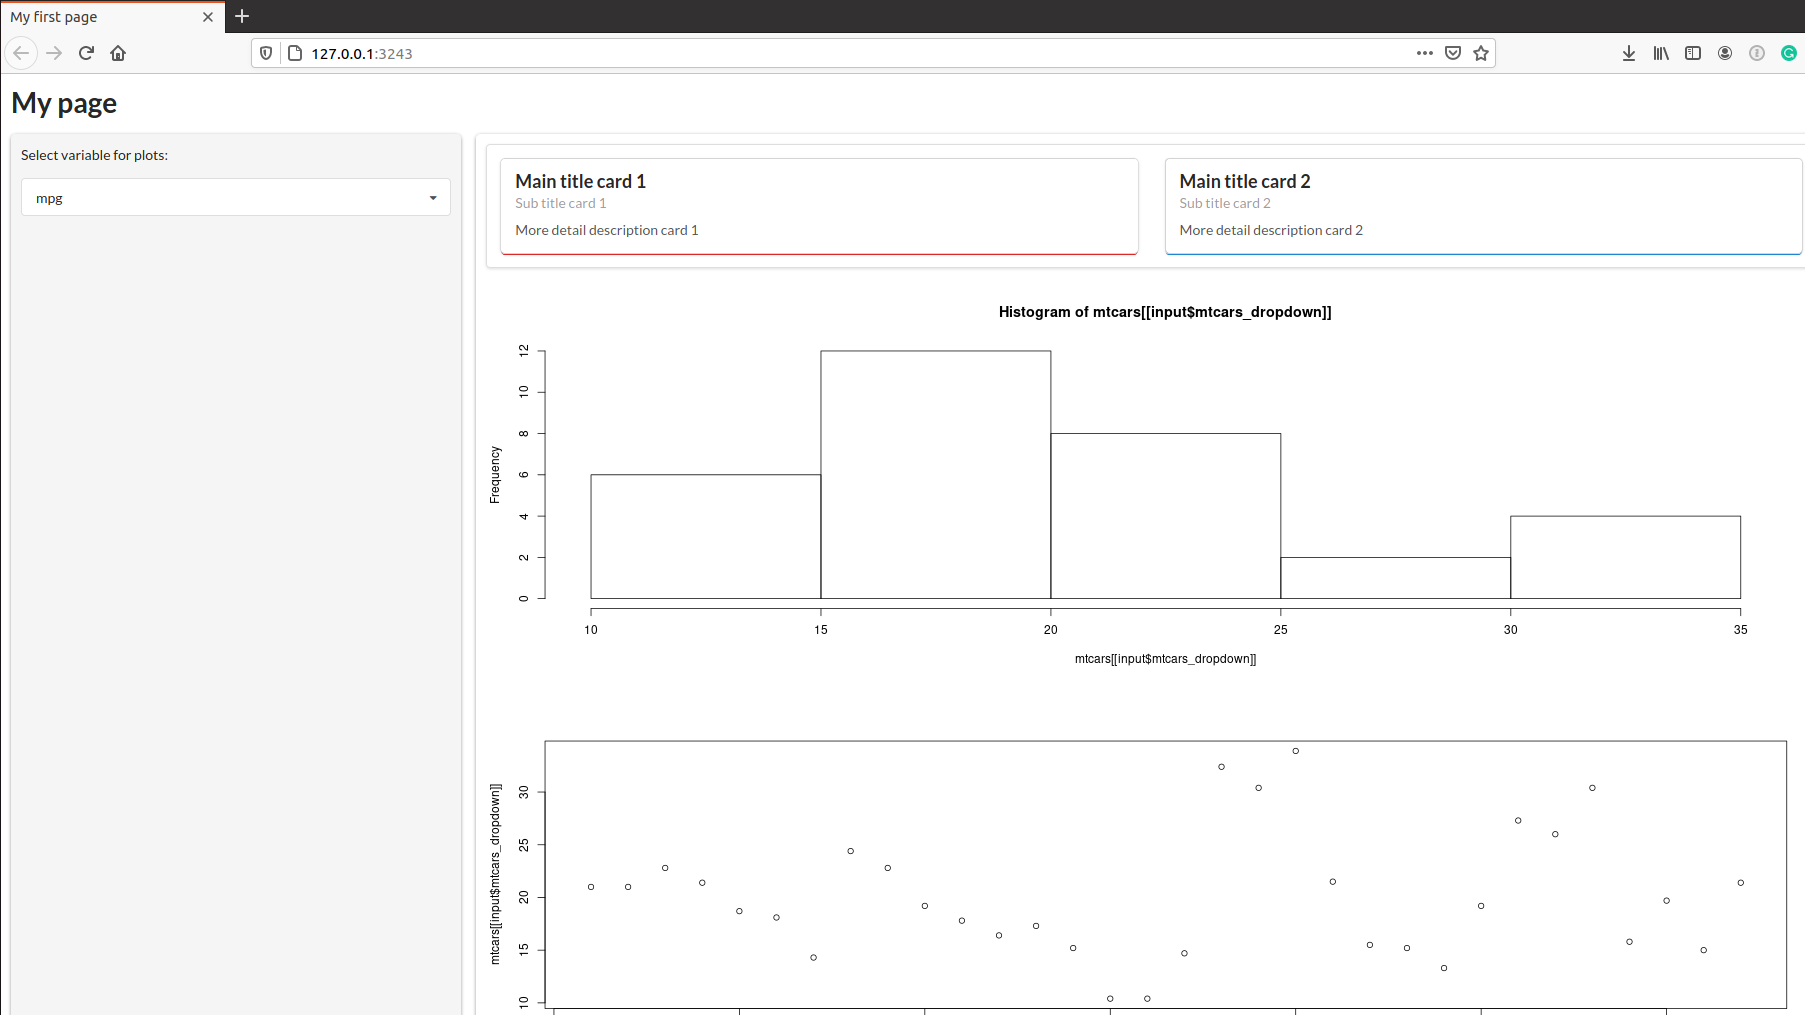 My first page
127.0.0.1:3243
My page
Select variable for plots:
mpg
Main title card 1
Sub title card 1
More detail description card 1
Main title card 2
Sub title card 2
More detail description card 2
Histogram of mtcars[[input$mtcars_dropdown]]
Frequency
12
10
8
6
4
2
0
10 15 20 25 30 35
mtcars[[input$mtcars_dropdown]]
mtcars[[input$mtcars_dropdown]]
30
25
20
15
10